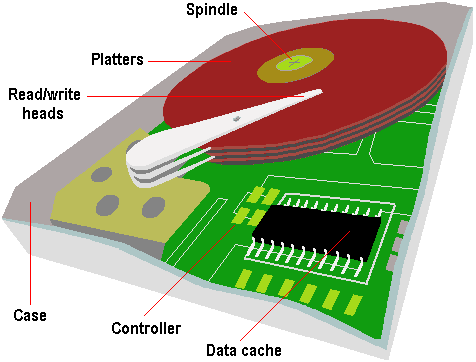 Spindle
Platters
Read/write
heads
Case
Controller
Data cache